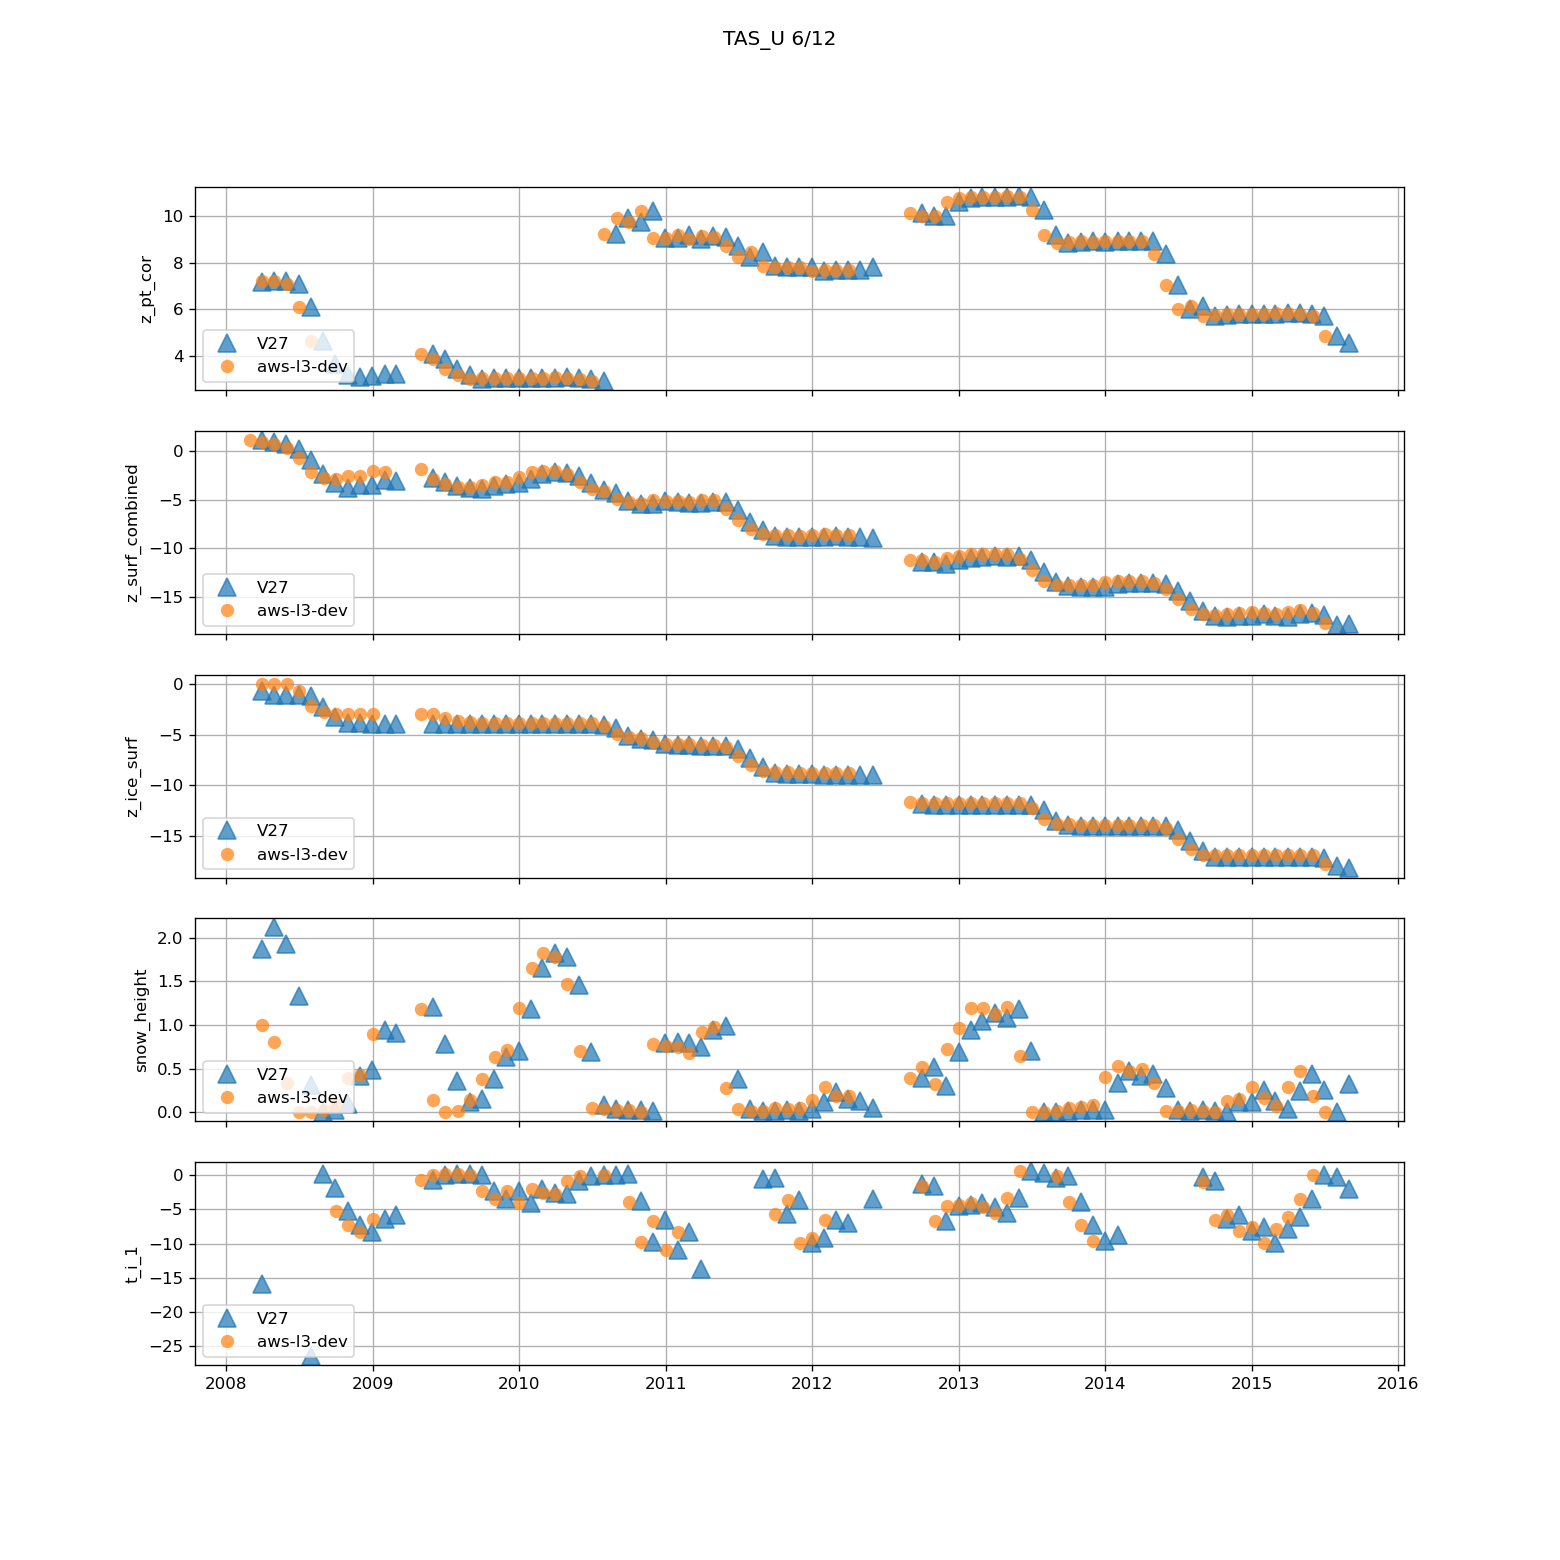 TAS_U 6/12
z_pt_cor
10
8
6
4
V27
aws-l3-dev
z_surf_combined
0
−5
−10
−15
V27
aws-l3-dev
z_ice_surf
0
−5
−10
−15
V27
aws-l3-dev
snow_height
2.0
1.5
1.0
0.5
0.0
V27
aws-l3-dev
t_i_1
0
−5
−10
−15
−20
−25
V27
aws-l3-dev
2008 2009 2010 2011 2012 2013 2014 2015 2016